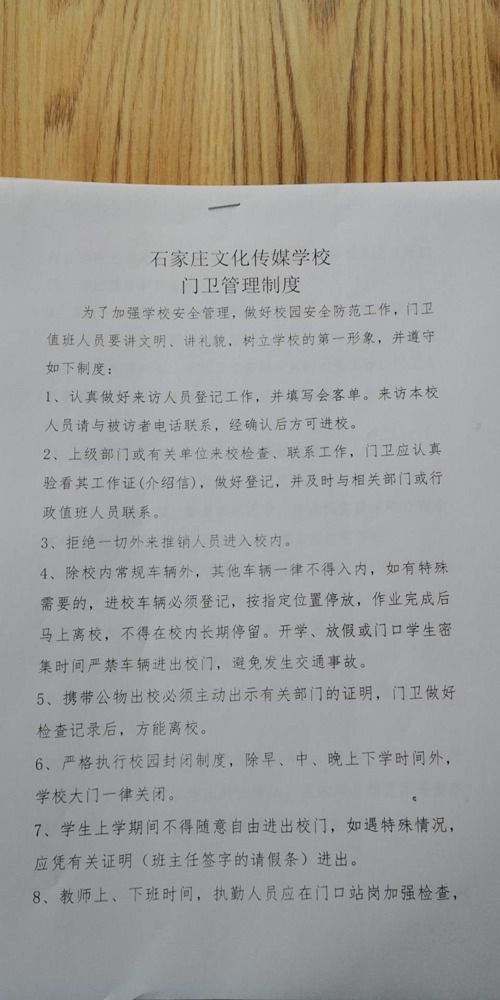 石家庄文化传媒学校
门卫管理制度
为了加强学校安全管理，做好校园安全防范工作，门卫
值班人员要讲文明、讲礼貌，树立学校的第一形象，并遵守
如下制度：
1、认真做好来访人员登记工作，并填写会客单。来访本校
人员请与被访者电话联系，经确认后方可进校。
2、上级部门或有关单位来校检查、联系工作，门卫应认真
验看其工作证(介绍信)，做好登记，并及时与相关部门或行
政值班人员联系。
3、拒绝一切外来推销人员进入校内。
4、除校内常规车辆外，其他车辆一律不得入内，如有特殊
需要的，进校车辆必须登记，按指定位置停放，作业完成后
马上离校，不得在校内长期停留。开学、放假或门口学生密
集时间严禁车辆进出校门，避免发生交通事故。
5、携带公物出校必须主动出示有关部门的证明，门卫做好
检查记录后，方能离校。
6、严格执行校园封闭制度，除早、中、晚上下学时间外，
学校大门一律关闭。
7、学生上学期间不得随意自由进出校门，如遇特殊情况，
应凭有关证明（班主任签字的请假条）进出。
8、教师上、下班时间，执勤人员应在门口站岗加强检查，